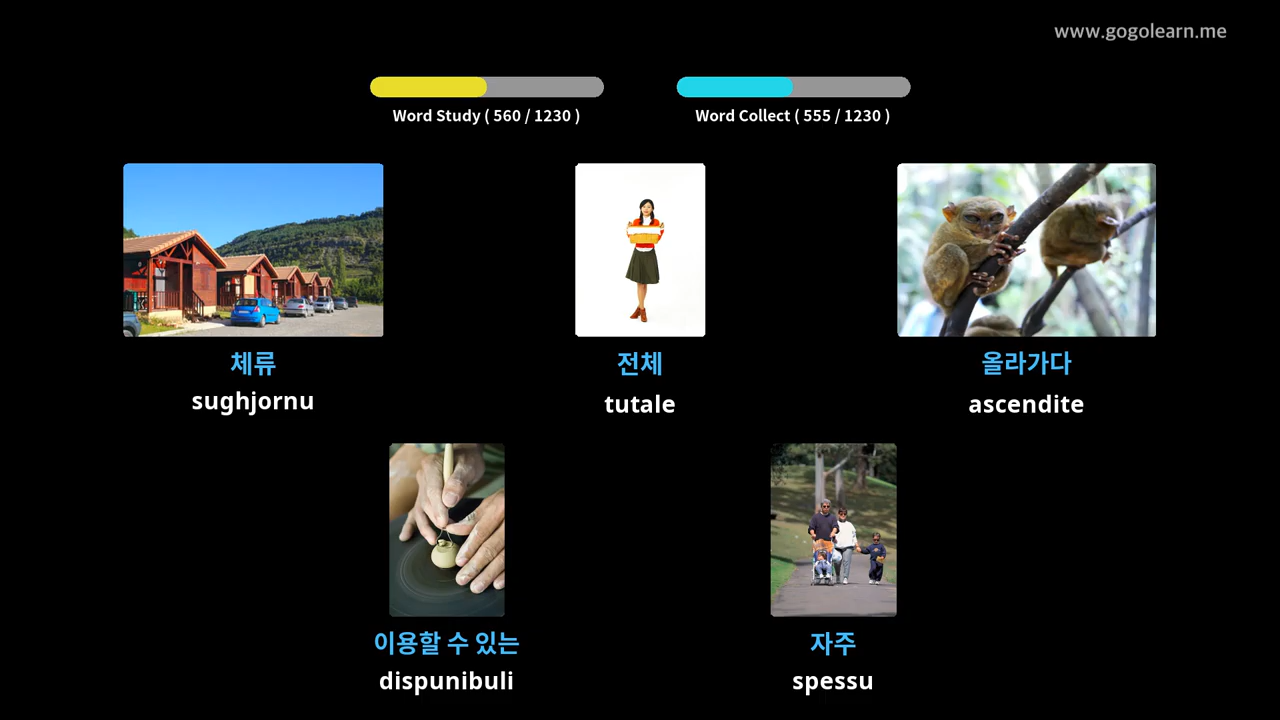 www.gogolearn.me
Word Study ( 560 / 1230 )
Word Collect ( 555 / 1230 )
체류
sughjornu
전체
tutale
올라가다
ascendite
이용할 수 있는
dispunibuli
자주
spessu